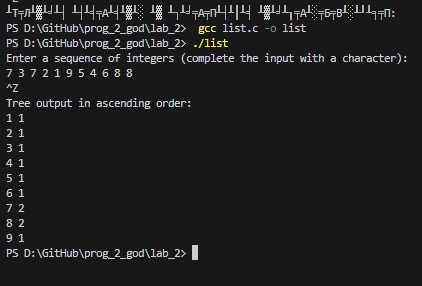 PS D:\GitHub\prog_2_god\lab_2> gcc list.c -o list
PS D:\GitHub\prog_2_god\lab_2> ./list
Enter a sequence of integers (complete the input with a character):
7 3 7 2 1 9 5 4 6 8 8
^Z
Tree output in ascending order:
1 1
2 1
3 1
4 1
5 1
6 1
7 2
8 2
9 1
PS D:\GitHub\prog_2_god\lab_2>